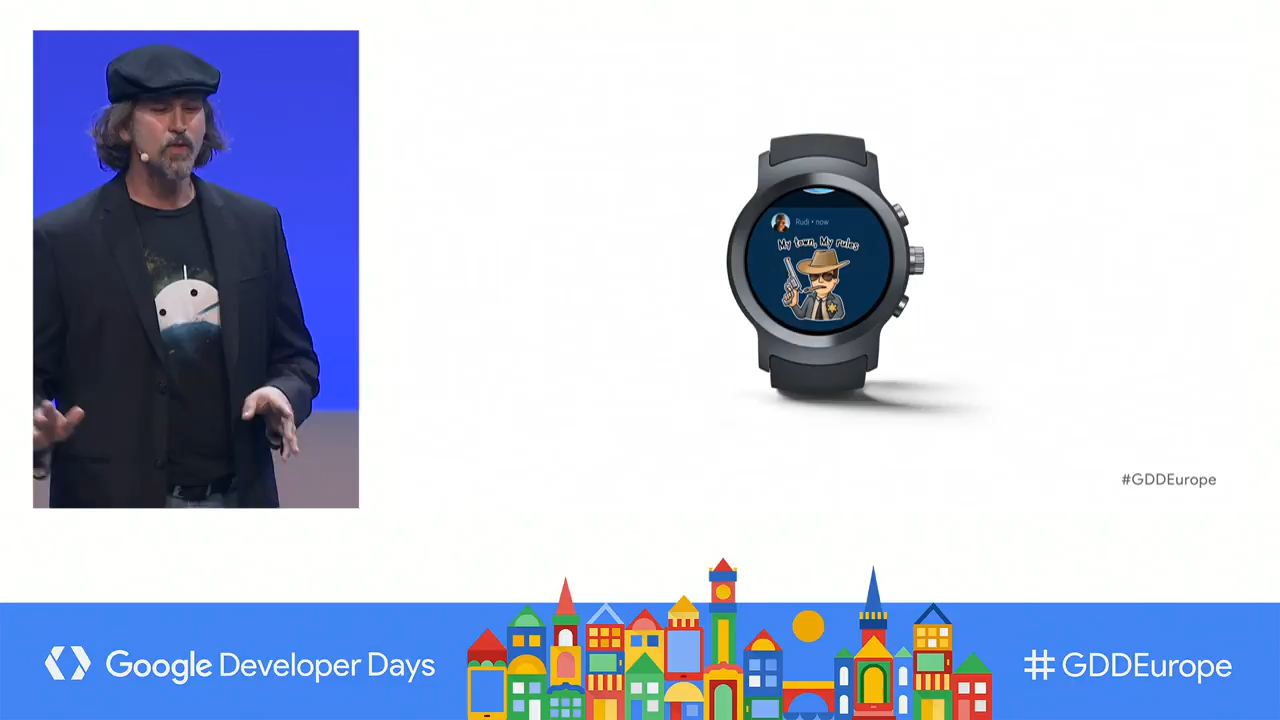 Rudi • now
My town, My rules
#GDDEurope
Google Developer Days
#GDDEurope